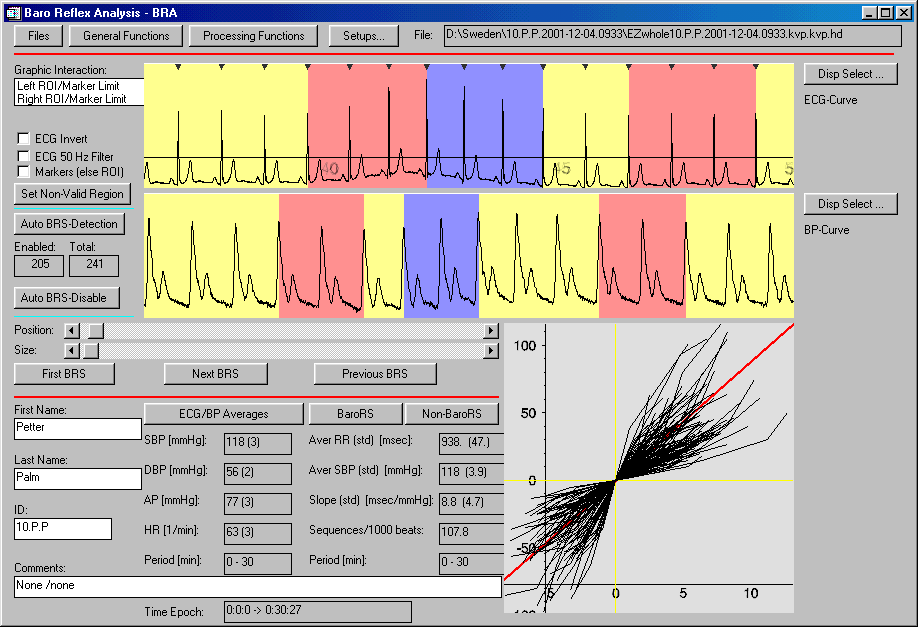 Baro Reflex Analysis - BRA
Files General Functions Processing Functions Setups... File: D:\Sweden\10.P.P.2001-12-04.0933\EZwhole10.P.P.2001-12-04.0933.kvp.kvp.hd
Graphic Interaction:
Left ROI/Marker Limit
Right ROI/Marker Limit
Disp Select ...
ECG-Curve
ECG Invert
ECG 50 Hz Filter
Markers (else ROI)
40 45 5
Set Non-Valid Region
Disp Select ...
BP-Curve
Auto BRS-Detection
Enabled: Total:
205 241
Auto BRS-Disable
Position:
Size:
First BRS Next BRS Previous BRS
First Name:
Petter
Last Name:
Palm
ID:
10.P.P
Comments:
None /none
ECG/BP Averages BaroRS Non-BaroRS
SBP [mmHg]: 118 (3) Aver RR (std) [msec]: 938. (47.)
DBP [mmHg]: 56 (2) Aver SBP (std) [mmHg]: 118 (3.9)
AP [mmHg]: 77 (3) Slope (std) [msec/mmHg]: 8.8 (4.7)
HR [1/min]: 63 (3) Sequences/1000 beats: 107.8
Period [min]: 0 - 30 Period [min]: 0 - 30
Time Epoch: 0:0:0 -> 0:30:27
100
50
0
-50
-5 0 5 10